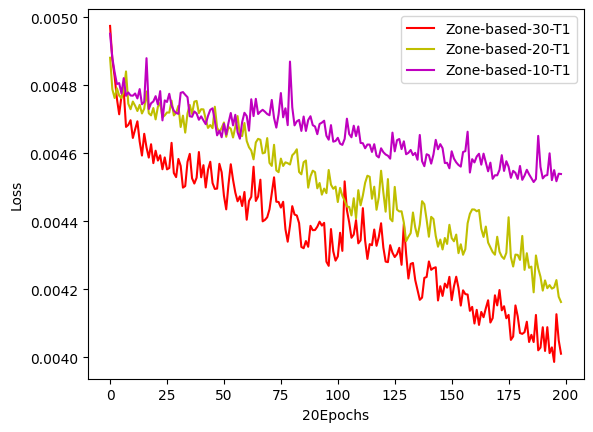 0.0050
0.0048
0.0046
0.0044
0.0042
0.0040
Loss
Zone-based-30-T1
Zone-based-20-T1
Zone-based-10-T1
0 25 50 75 100 125 150 175 200
20Epochs